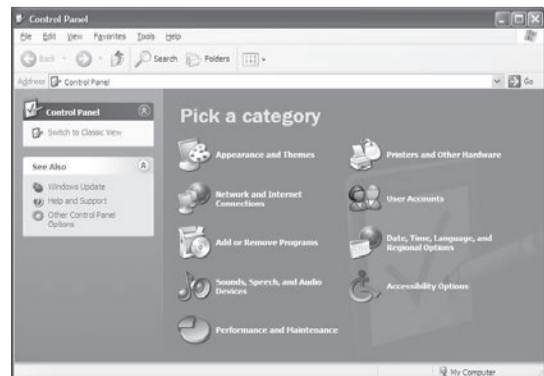 Control Panel
File Edit View Favorites Tools Help
Back Search Folders
Address Control Panel Go
Control Panel
Switch to Classic View
See Also
Windows Update
Help and Support
Other Control Panel
Options
Pick a category
Appearance and Themes
Printers and Other Hardware
Network and Internet
Connections
User Accounts
Add or Remove Programs
Date, Time, Language, and
Regional Options
Sounds, Speech, and Audio
Devices
Accessibility Options
Performance and Maintenance
My Computer